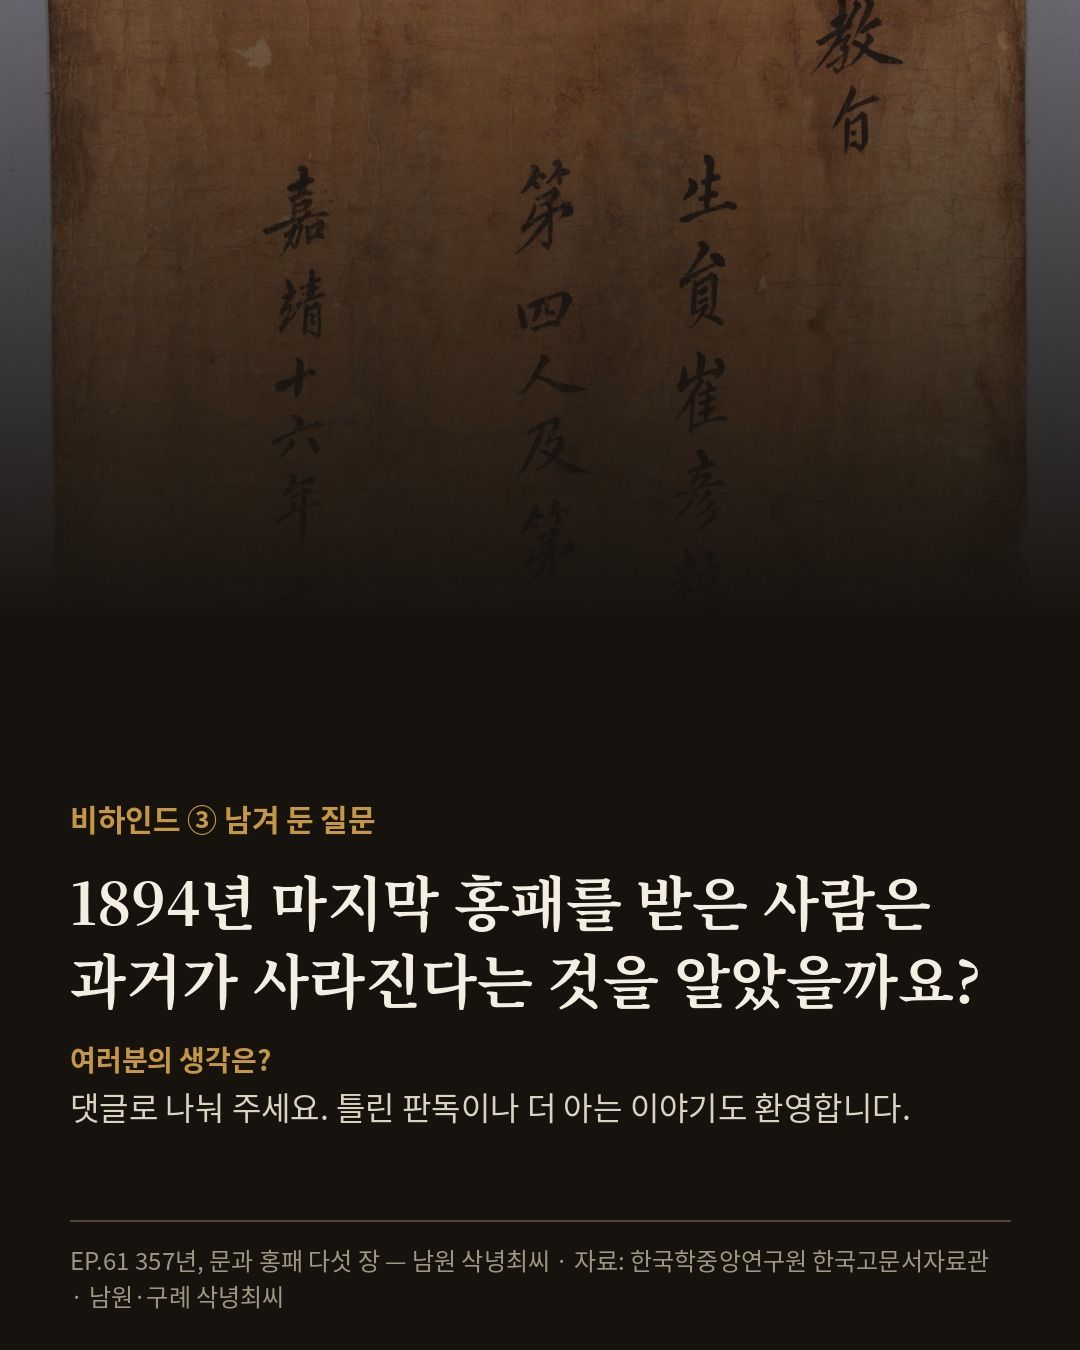 教旨
生員崔彦粹
第四人及第
嘉靖十六年十
비하인드 ③ 남겨 둔 질문
1894년 마지막 홍패를 받은 사람은
과거가 사라진다는 것을 알았을까요?
여러분의 생각은?
댓글로 나눠 주세요. 틀린 판독이나 더 아는 이야기도 환영합니다.
EP.61 357년, 문과 홍패 다섯 장 — 남원 삭녕최씨 · 자료: 한국학중앙연구원 한국고문서자료관
· 남원·구례 삭녕최씨